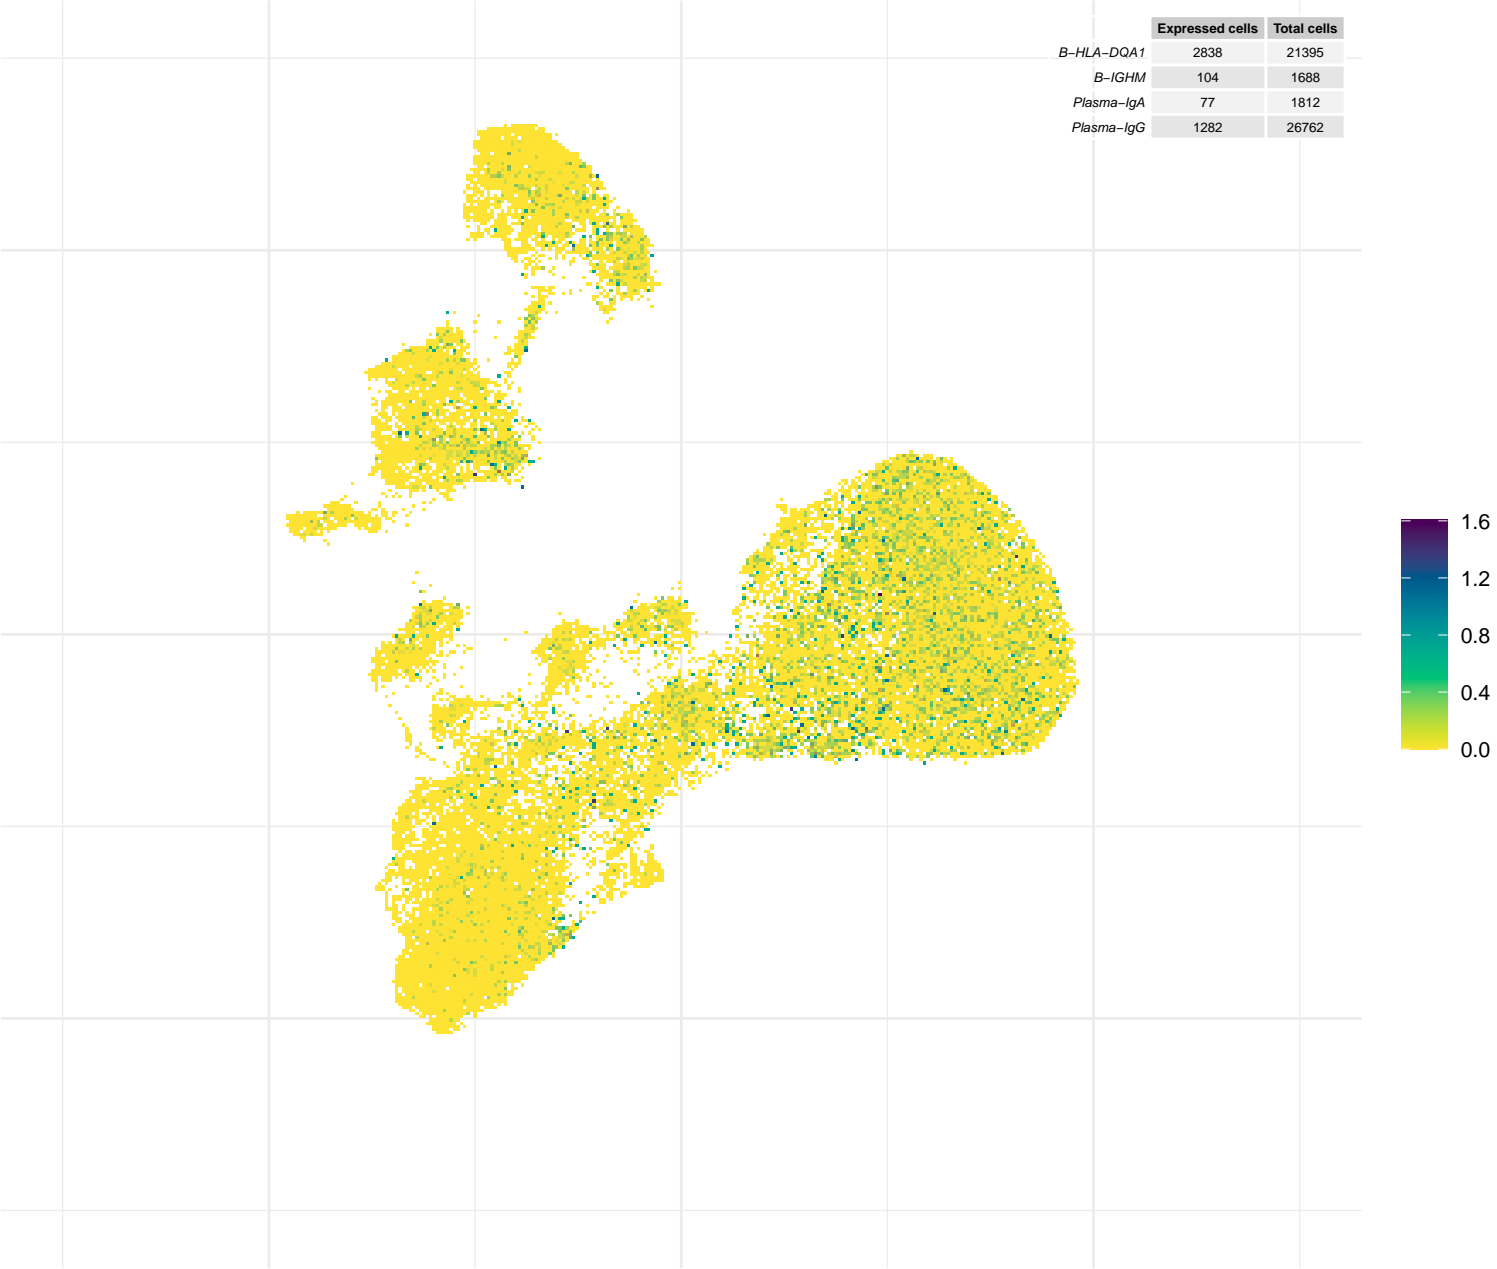 Expressed cells Total cells
B−HLA−DQA1 2838 21395
B−IGHM 104 1688
Plasma−IgA 77 1812
Plasma−IgG 1282 26762
1.6
1.2
0.8
0.4
0.0